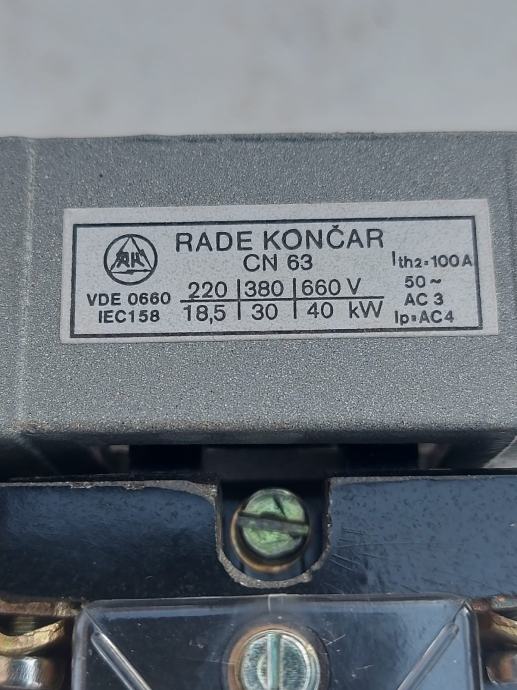 RADE KONČAR
CN 63
VDE 0660
IEC158
220 | 380 | 660 V
18,5 | 30 | 40 kW
Ith2=100A
50 ~
AC 3
Ip=AC4